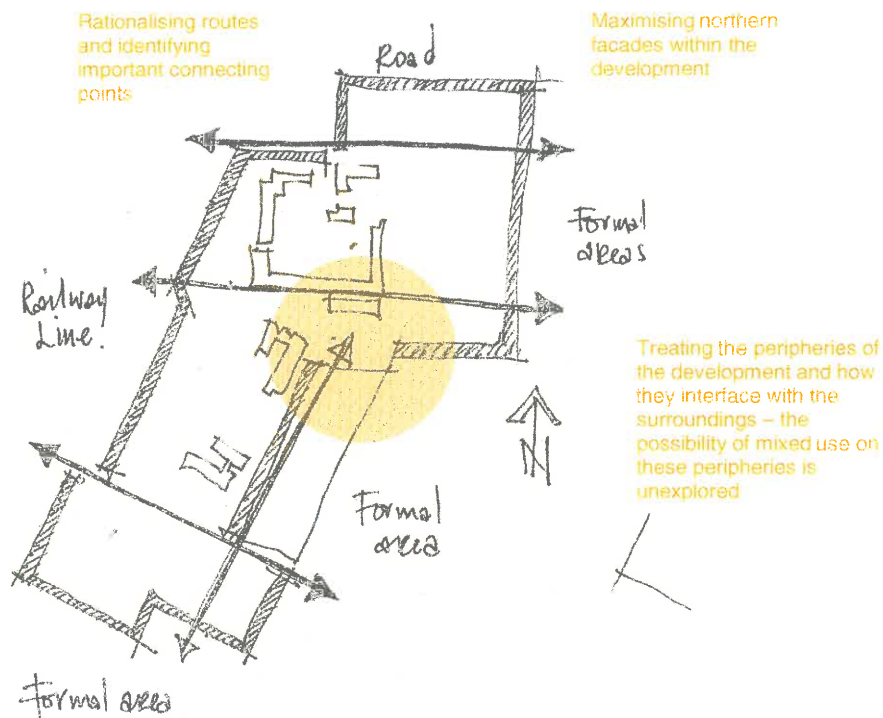 Rationalising routes
and identifying
important connecting
points
Maximising northern
facades within the
development
Road
Formal
areas
Railway
Line!
Treating the peripheries of
the development and how
they interface with the
surroundings – the
possibility of mixed use on
these peripheries is
unexplored
N
Formal
area
Formal area